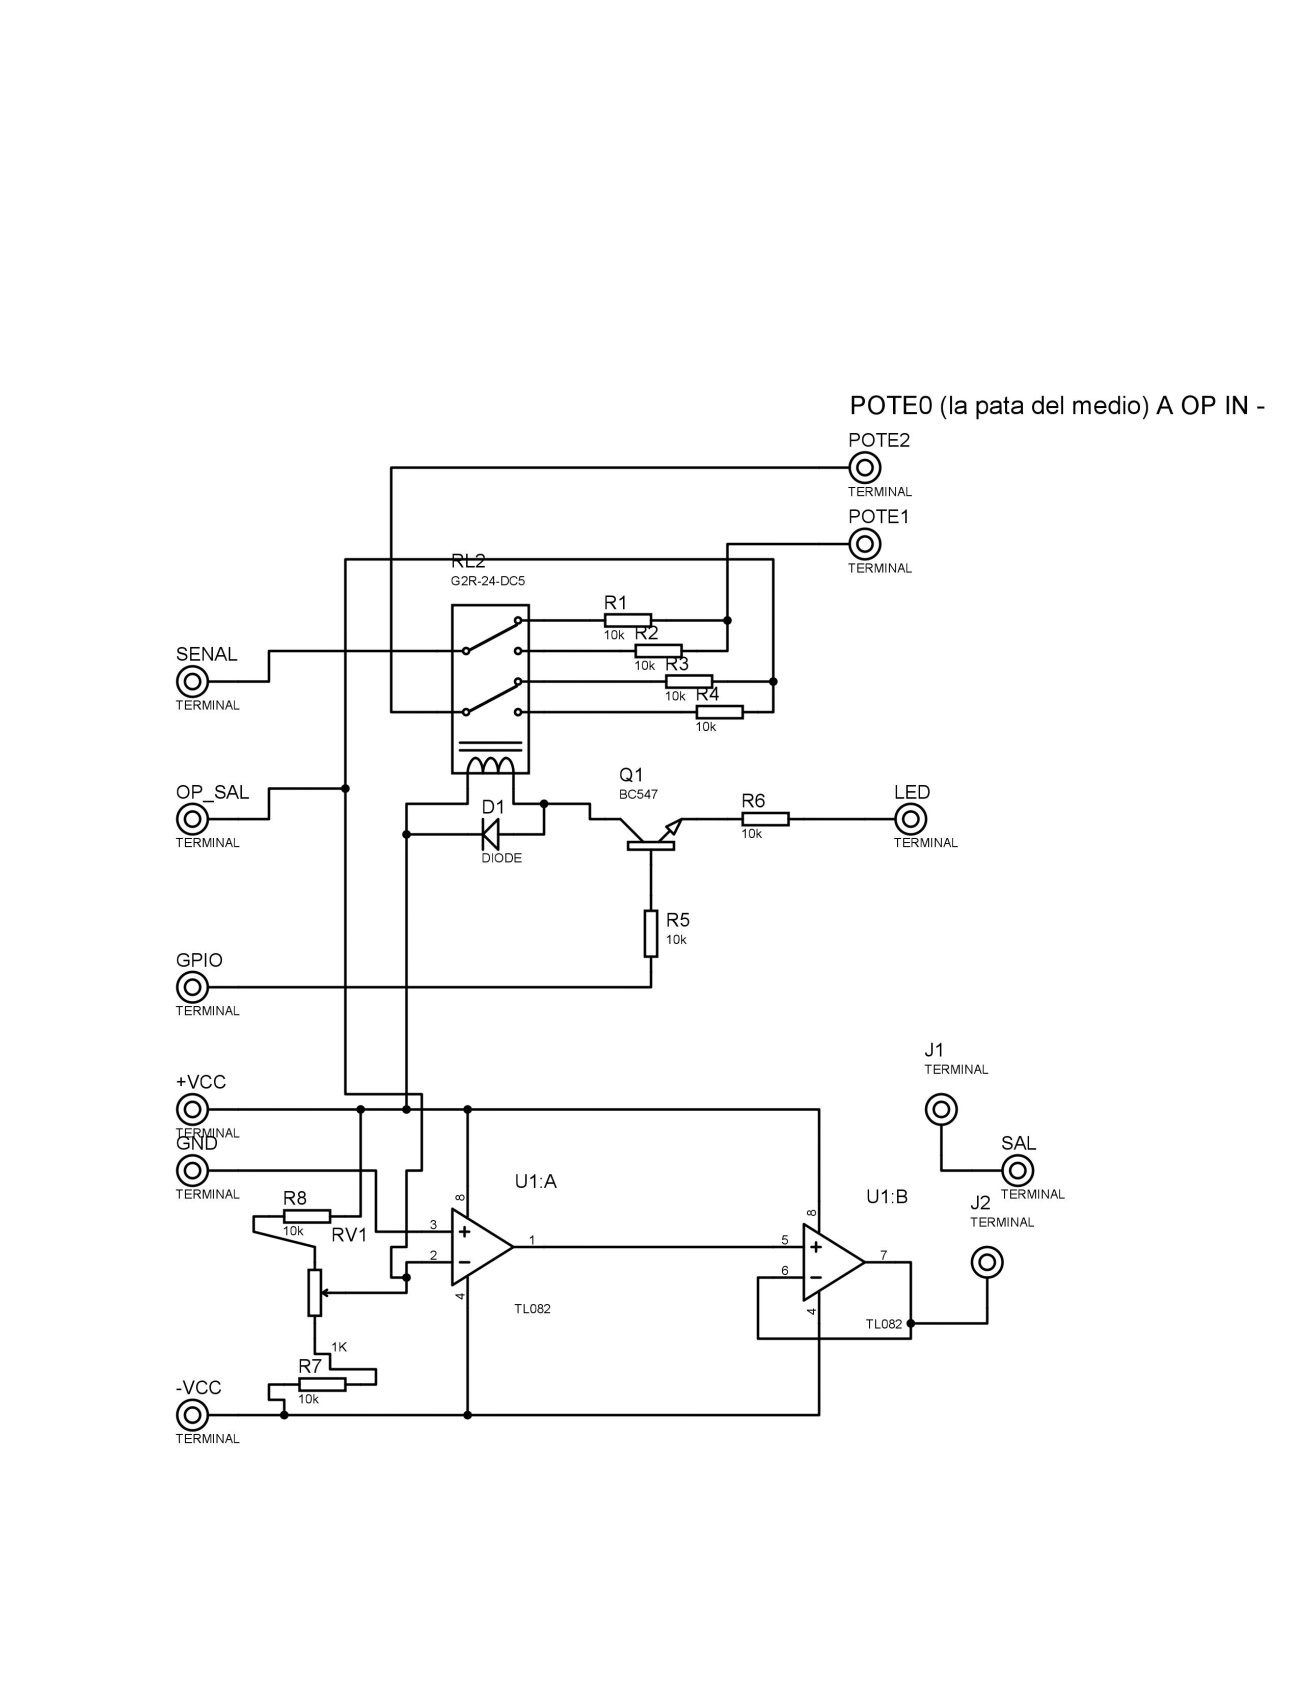 POTE0 (la pata del medio) A OP IN -
POTE2
TERMINAL
POTE1
TERMINAL
RL2
G2R-24-DC5
R1
10k
R2
10k
R3
10k
R4
10k
SENAL
TERMINAL
Q1
BC547
OP_SAL
TERMINAL
D1
DIODE
R6
10k
LED
TERMINAL
R5
10k
GPIO
TERMINAL
J1
TERMINAL
+VCC
TERMINAL
GND
TERMINAL
SAL
TERMINAL
U1:A
8
3
2
1
4
TL082
U1:B
8
5
6
7
4
TL082
J2
TERMINAL
R8
10k
RV1
1K
R7
10k
-VCC
TERMINAL